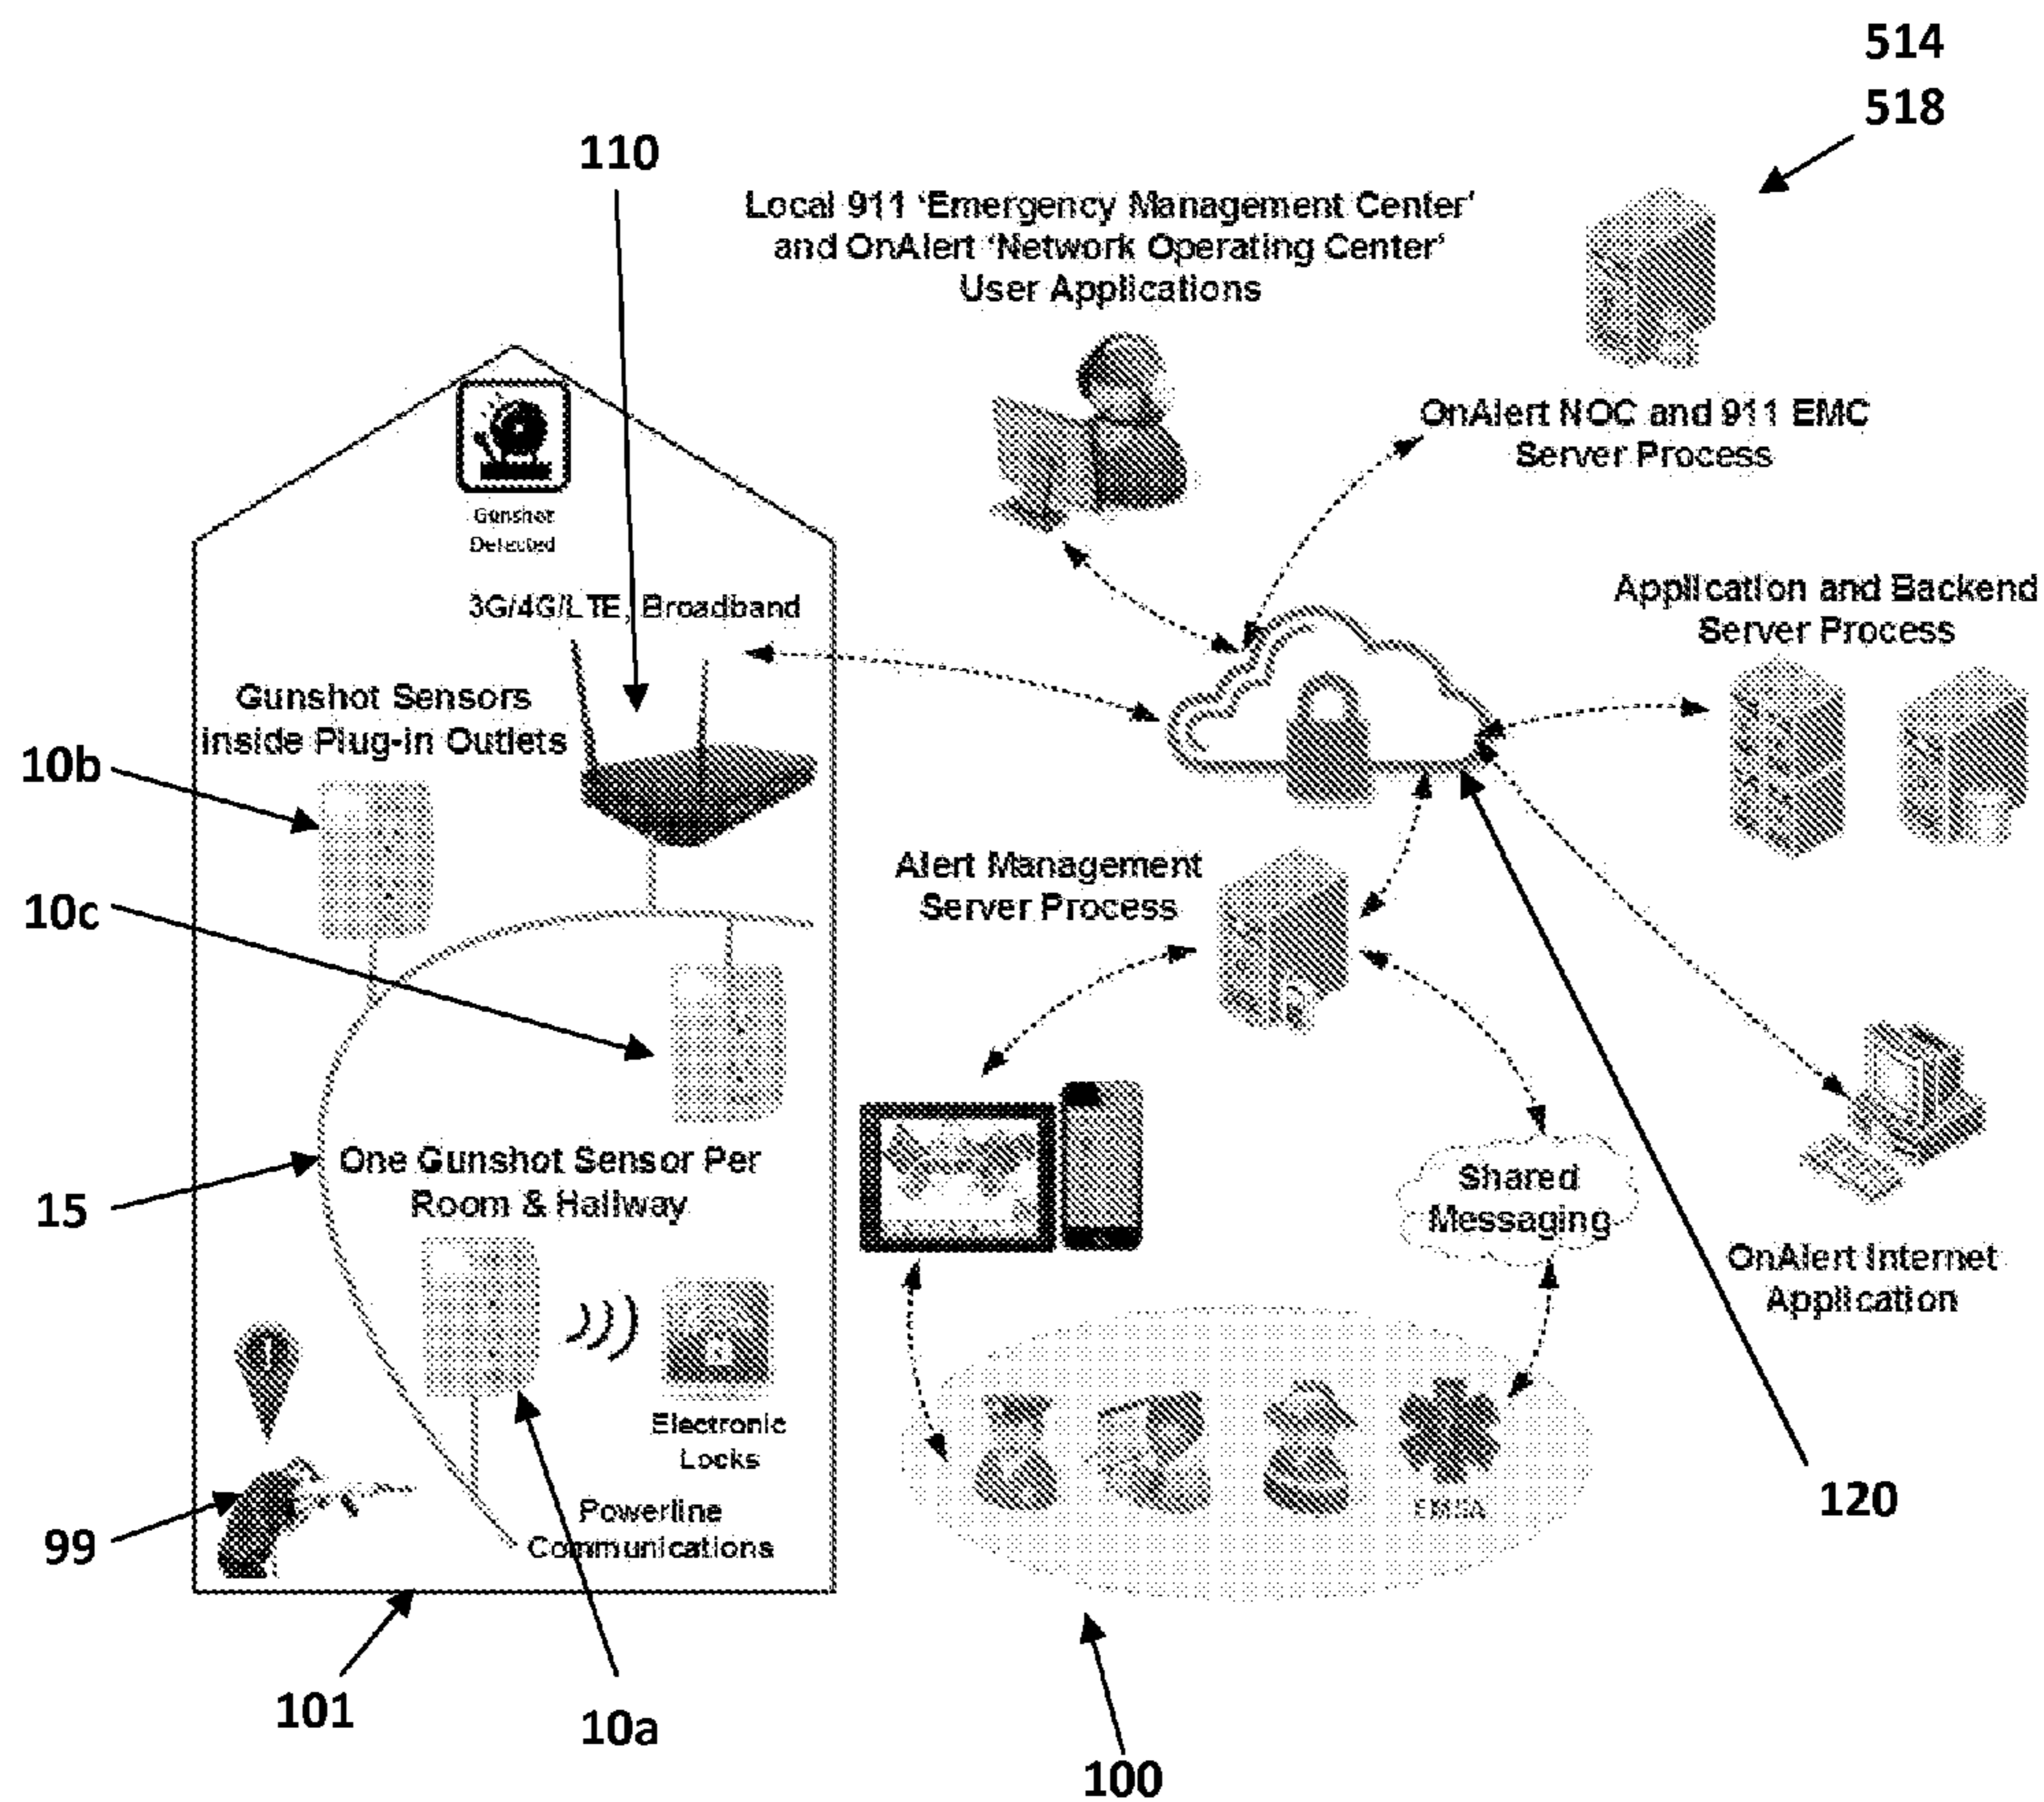 514
518
110
Local 911 'Emergency Management Center'
and OnAlert 'Network Operating Center'
User Applications
OnAlert NOC and 911 EMC
Server Process
Gunshot
Detected
3G/4G/LTE, Broadband
Application and Backend
Server Process
Gunshot Sensors
inside Plug-in Outlets
10b
10c
Alert Management
Server Process
15
One Gunshot Sensor Per
Room & Hallway
Shared
Messaging
OnAlert Internet
Application
Electronic
Locks
99
Powerline
Communications
120
101
10a
100